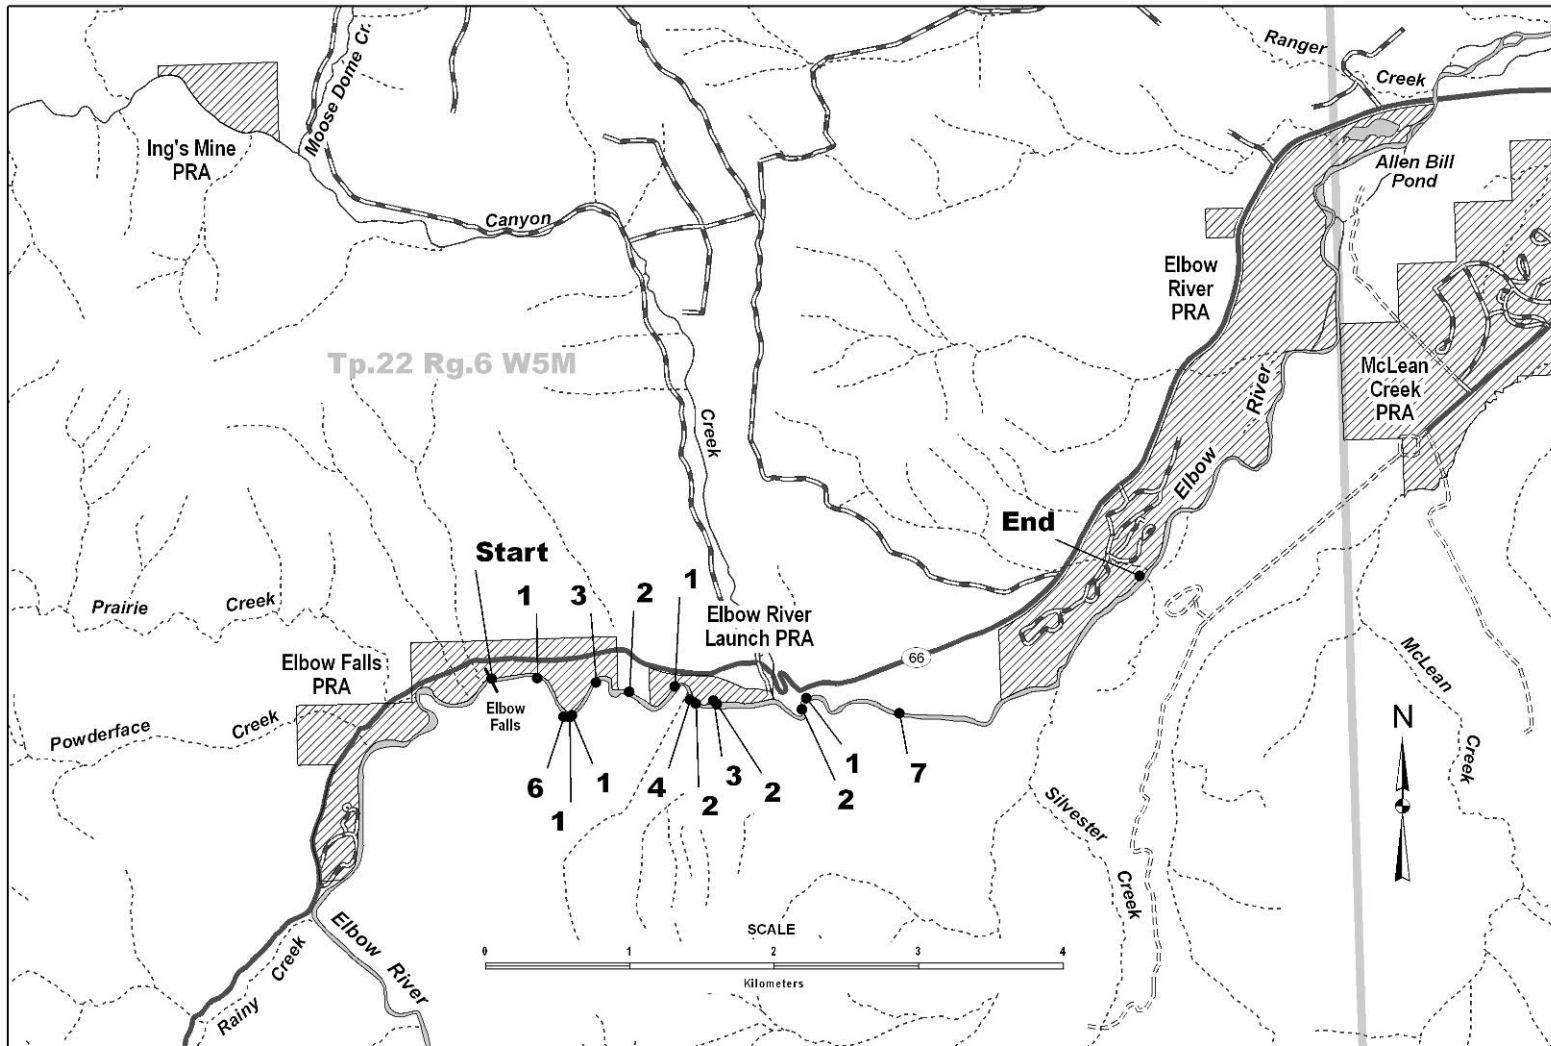 Ranger
Creek
Moose Dome Cr.
Ing's Mine
PRA
Allen Bill
Pond
Canyon
Elbow
River
PRA
Tp.22 Rg.6 W5M
McLean
Creek
PRA
River
Creek
Elbow
End
Start
1
3
2
1
Prairie
Creek
Elbow River
Launch PRA
Elbow Falls
PRA
66
McLean
Creek
Elbow
Falls
Powderface
Creek
N
6
1
1
4
2
3
2
1
2
7
Silvester
Creek
Elbow River
Rainy Creek
SCALE
0 1 2 3 4
Kilometers